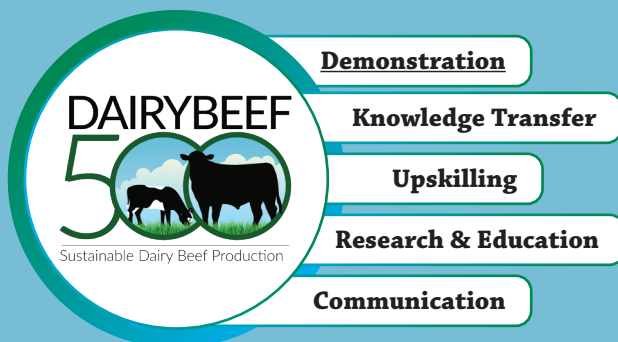 DAIRYBEEF
500
Sustainable Dairy Beef Production
Demonstration
Knowledge Transfer
Upskilling
Research & Education
Communication